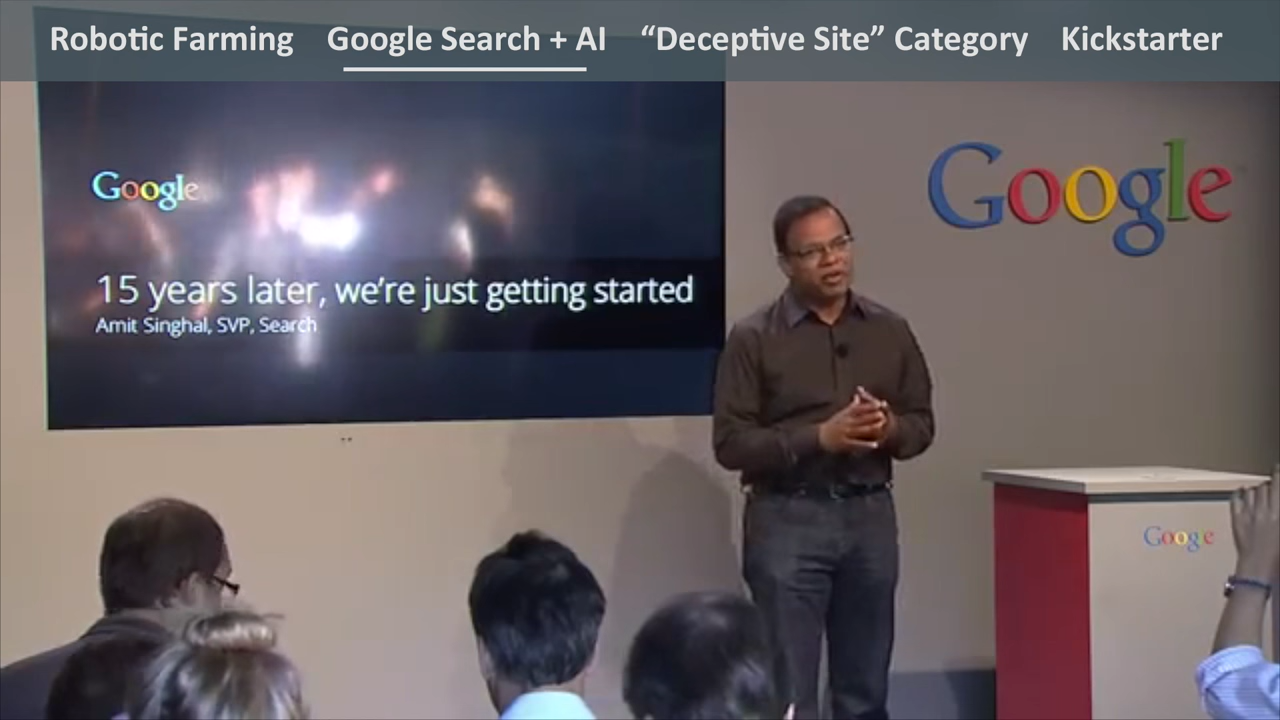 Robotic Farming Google Search + AI “Deceptive Site” Category Kickstarter
Google
Google
15 years later, we're just getting started
Amit Singhal, SVP, Search
Google